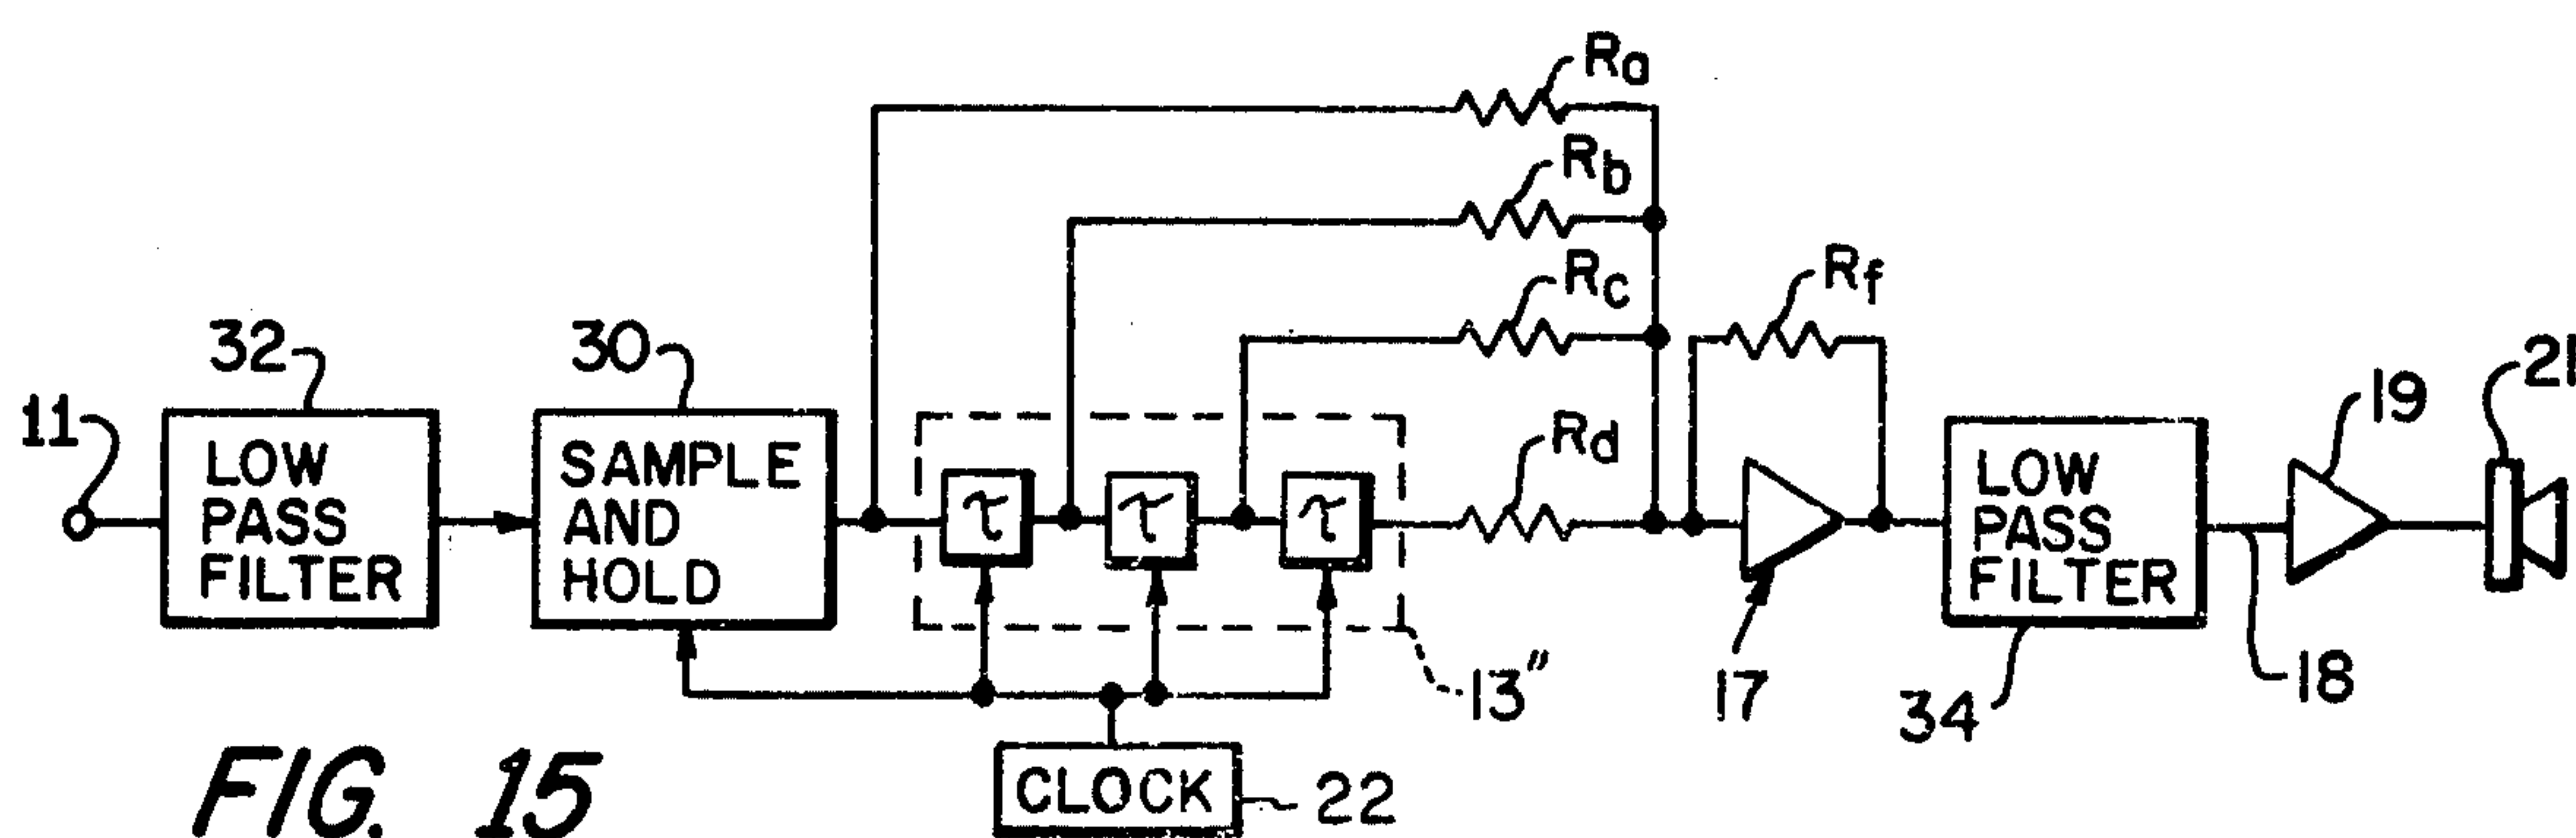 Ra
Rb
Rc
Rf
Rd
32
30
11
19
21
LOW
PASS
FILTER
SAMPLE
AND
HOLD
τ
τ
τ
LOW
PASS
FILTER
13"
17
34
18
CLOCK
22
FIG. 15